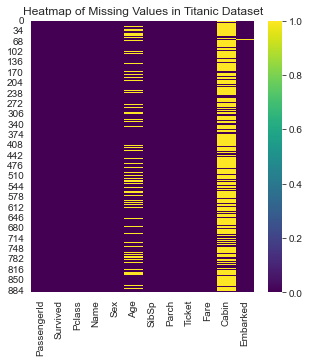 Heatmap of Missing Values in Titanic Dataset
0
34
68
102
136
170
204
238
272
306
340
374
408
442
476
510
544
578
612
646
680
714
748
782
816
850
884
PassengerId
Survived
Pclass
Name
Sex
Age
SibSp
Parch
Ticket
Fare
Cabin
Embarked
1.0
0.8
0.6
0.4
0.2
0.0